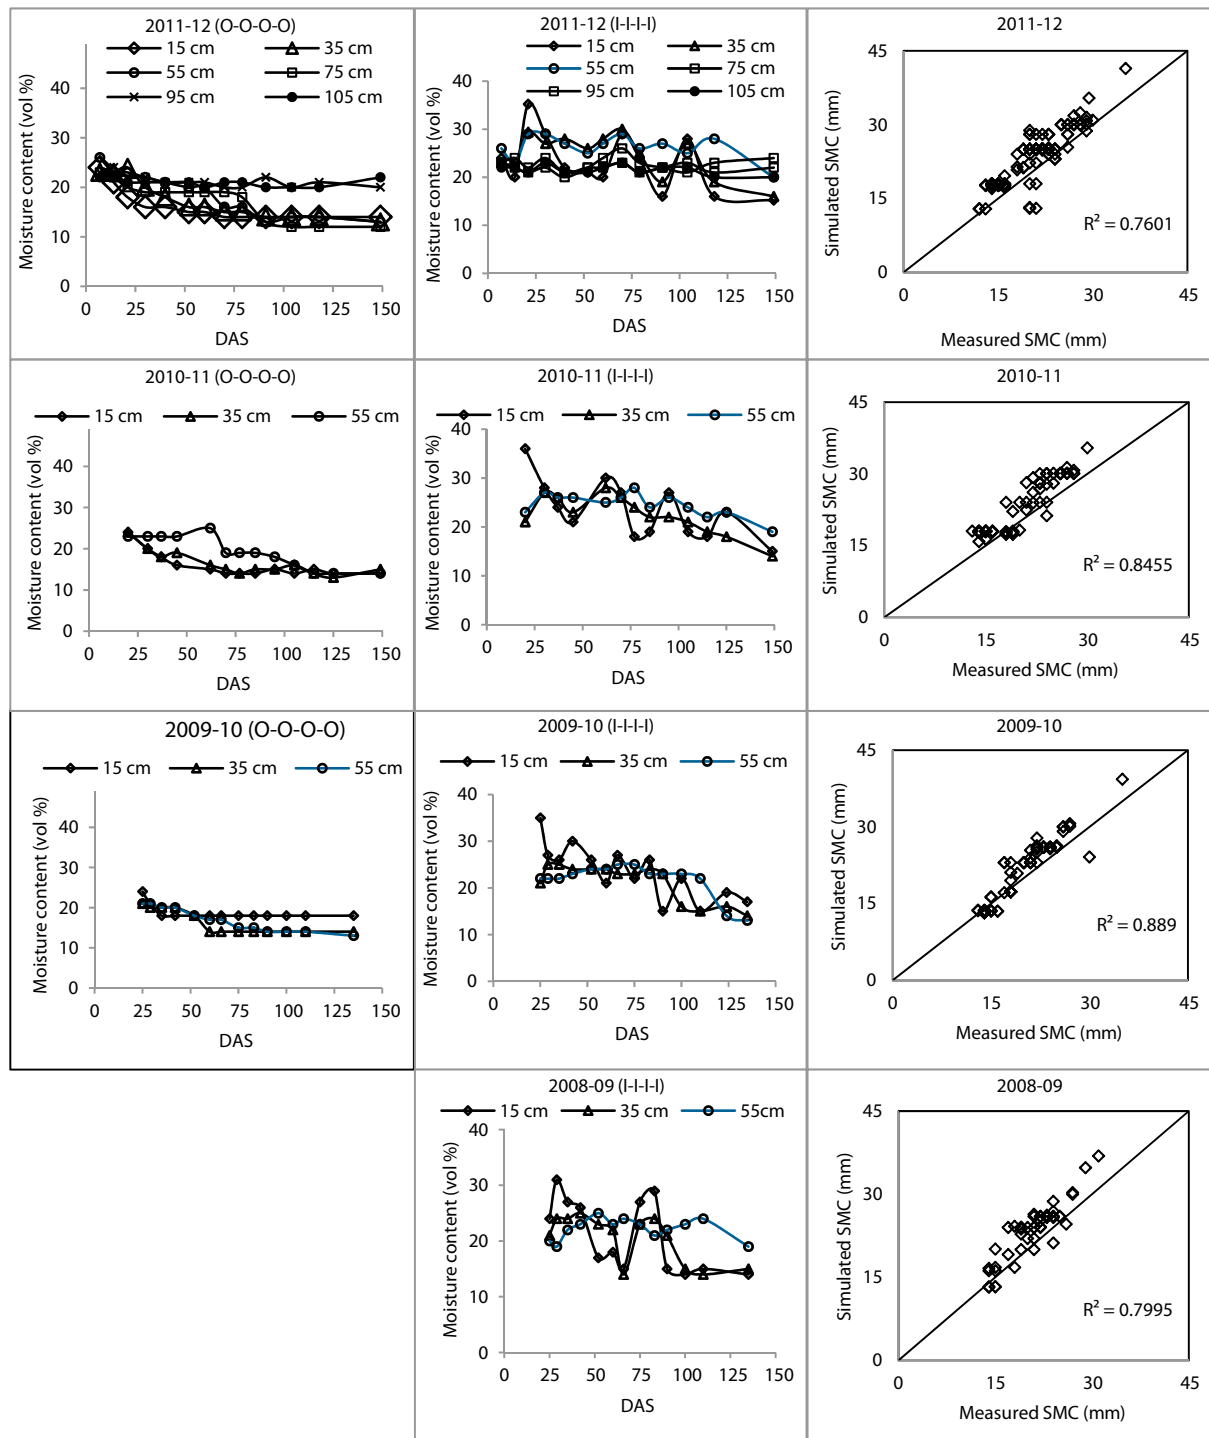 2011-12 (O-O-O-O)
15 cm 35 cm
55 cm 75 cm
95 cm 105 cm
Moisture content (vol %)
40
30
20
10
0
0 25 50 75 100 125 150
DAS
2011-12 (I-I-I-I)
15 cm 35 cm
55 cm 75 cm
95 cm 105 cm
Moisture content (vol %)
40
30
20
10
0
0 25 50 75 100 125 150
DAS
2011-12
Simulated SMC (mm)
45
30
15
0
R² = 0.7601
0 15 30 45
Measured SMC (mm)
2010-11 (O-O-O-O)
15 cm 35 cm 55 cm
Moisture content (vol %)
40
30
20
10
0
0 25 50 75 100 125 150
DAS
2010-11 (I-I-I-I)
15 cm 35 cm 55 cm
Moisture content (vol %)
40
30
20
10
0
0 25 50 75 100 125 150
DAS
2010-11
Simulated SMC (mm)
45
30
15
0
R² = 0.8455
0 15 30 45
Measured SMC (mm)
2009-10 (O-O-O-O)
15 cm 35 cm 55 cm
Moisture content (vol %)
40
30
20
10
0
0 25 50 75 100 125 150
DAS
2009-10 (I-I-I-I)
15 cm 35 cm 55 cm
Moisture content (vol %)
40
30
20
10
0
0 25 50 75 100 125 150
DAS
2009-10
Simulated SMC (mm)
45
30
15
0
R² = 0.889
0 15 30 45
Measured SMC (mm)
2008-09 (I-I-I-I)
15 cm 35 cm 55cm
Moisture content (vol %)
40
30
20
10
0
0 25 50 75 100 125 150
DAS
2008-09
Simulated SMC (mm)
45
30
15
0
R² = 0.7995
0 15 30 45
Measured SMC (mm)